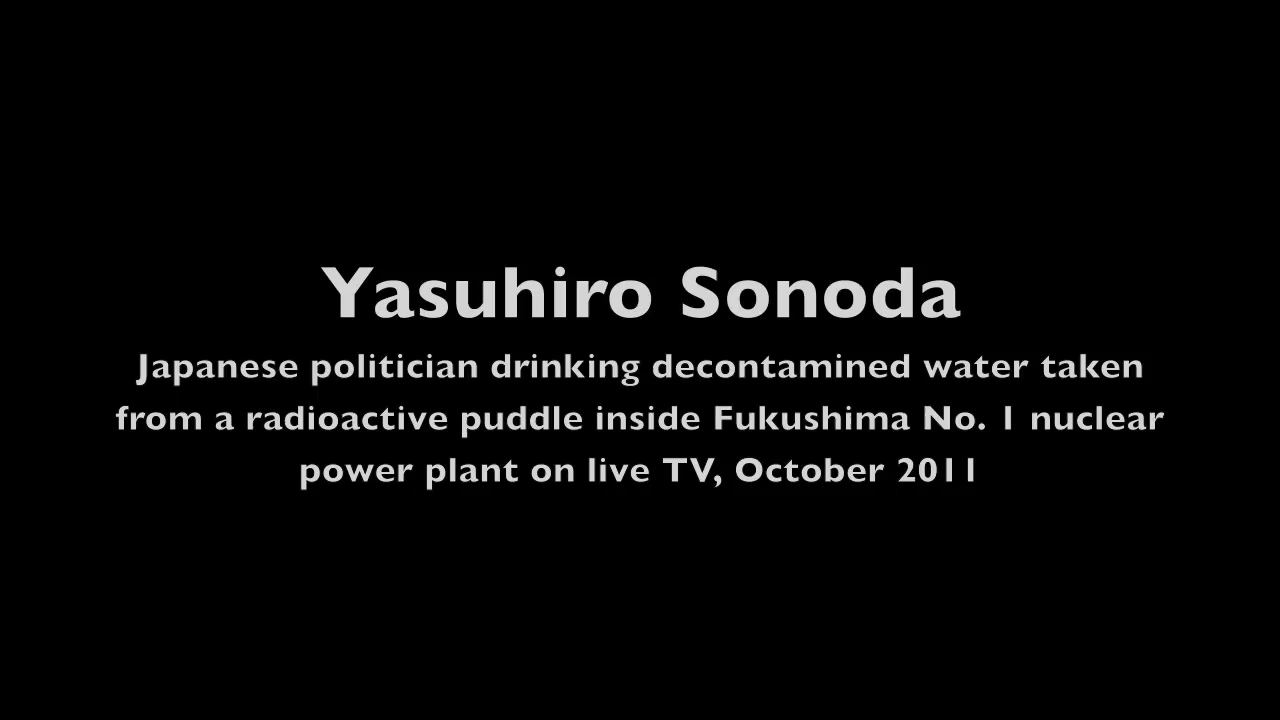 Yasuhiro Sonoda
Japanese politician drinking decontamined water taken
from a radioactive puddle inside Fukushima No. 1 nuclear
power plant on live TV, October 2011